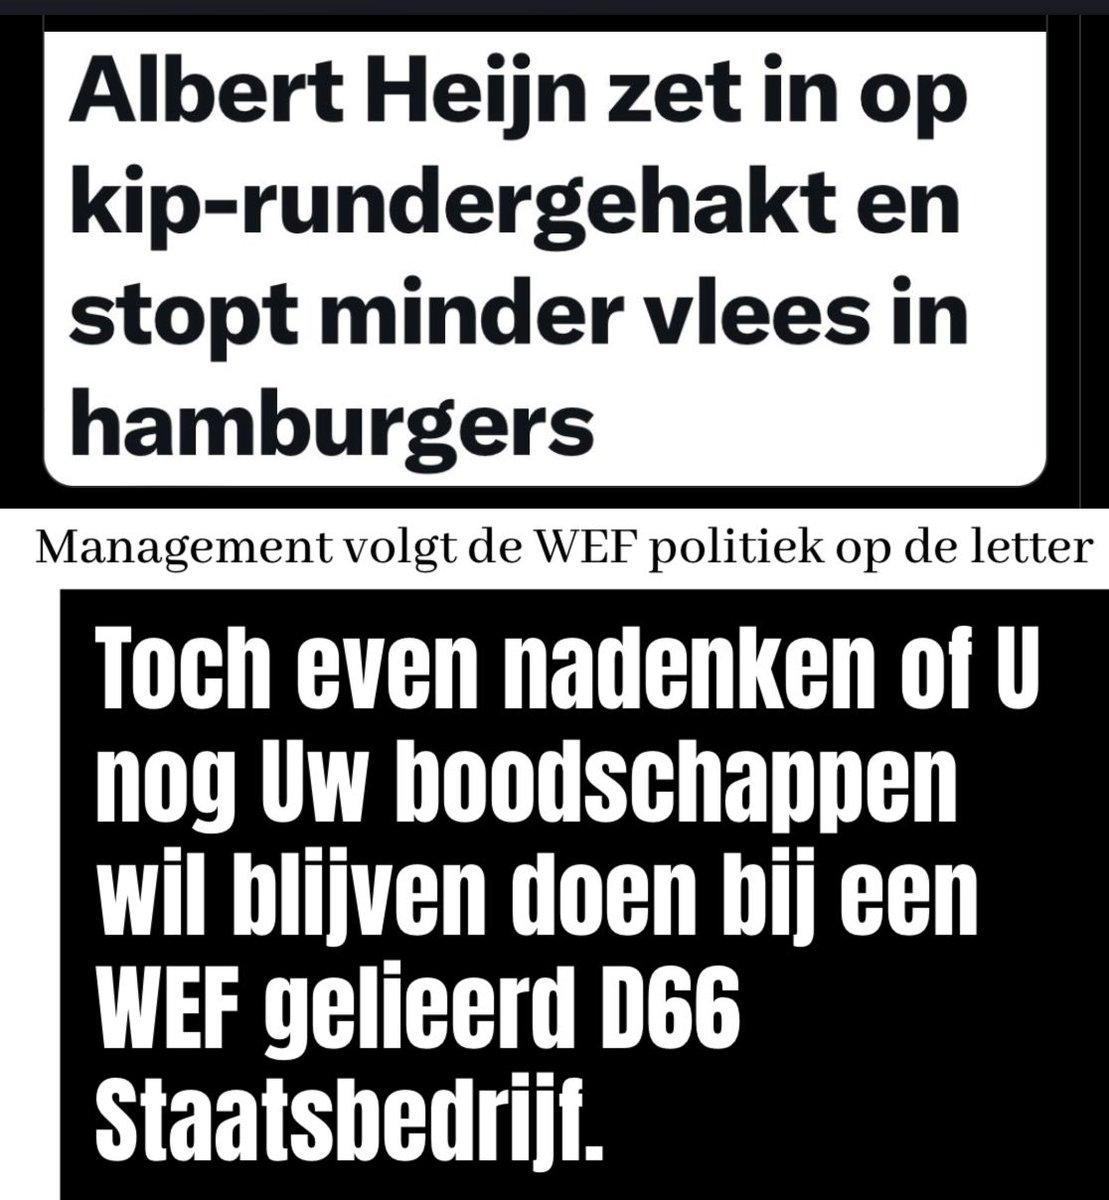 Albert Heijn zet in op
kip-rundergehakt en
stopt minder vlees in
hamburgers
Management volgt de WEF politiek op de letter
Toch even nadenken of U
nog Uw boodschappen
wil blijven doen bij een
WEF gelieerd D66
Staatsbedrijf.